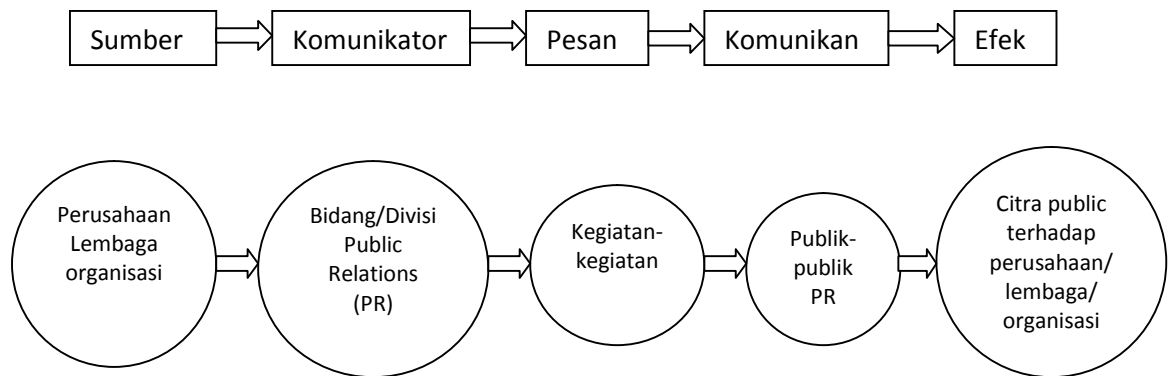 Sumber
Komunikator
Pesan
Komunikan
Efek
Perusahaan
Lembaga
organisasi
Bidang/Divisi
Public
Relations
(PR)
Kegiatan-
kegiatan
Publik-
publik
PR
Citra public
terhadap
perusahaan/
lembaga/
organisasi